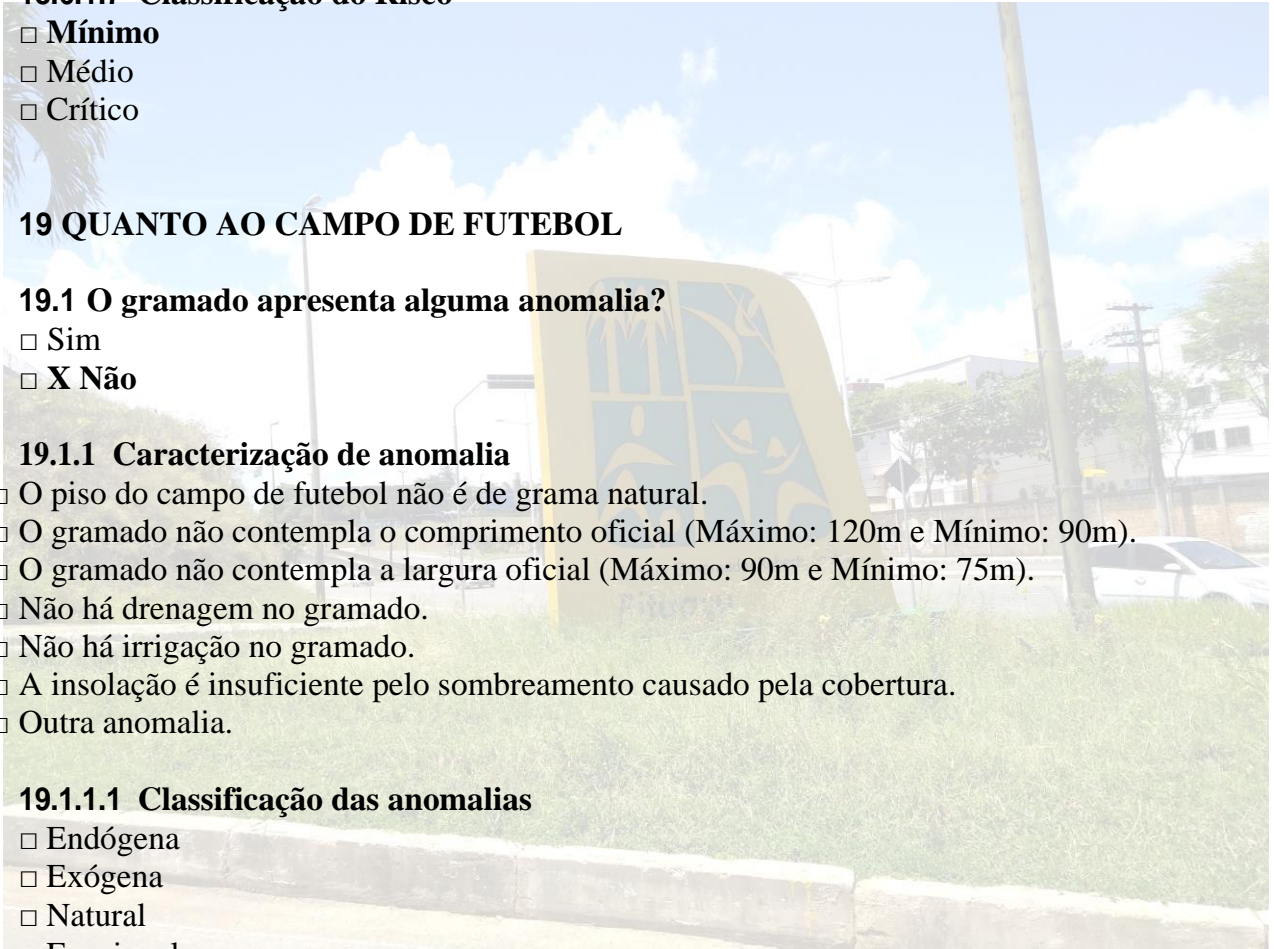 Classificação do Risco
□ Mínimo
□ Médio
□ Crítico
19 QUANTO AO CAMPO DE FUTEBOL
19.1 O gramado apresenta alguma anomalia?
□ Sim
□ X Não
19.1.1 Caracterização de anomalia
□ O piso do campo de futebol não é de grama natural.
□ O gramado não contempla o comprimento oficial (Máximo: 120m e Mínimo: 90m).
□ O gramado não contempla a largura oficial (Máximo: 90m e Mínimo: 75m).
□ Não há drenagem no gramado.
□ Não há irrigação no gramado.
□ A insolação é insuficiente pelo sombreamento causado pela cobertura.
□ Outra anomalia.
19.1.1.1 Classificação das anomalias
□ Endógena
□ Exógena
□ Natural